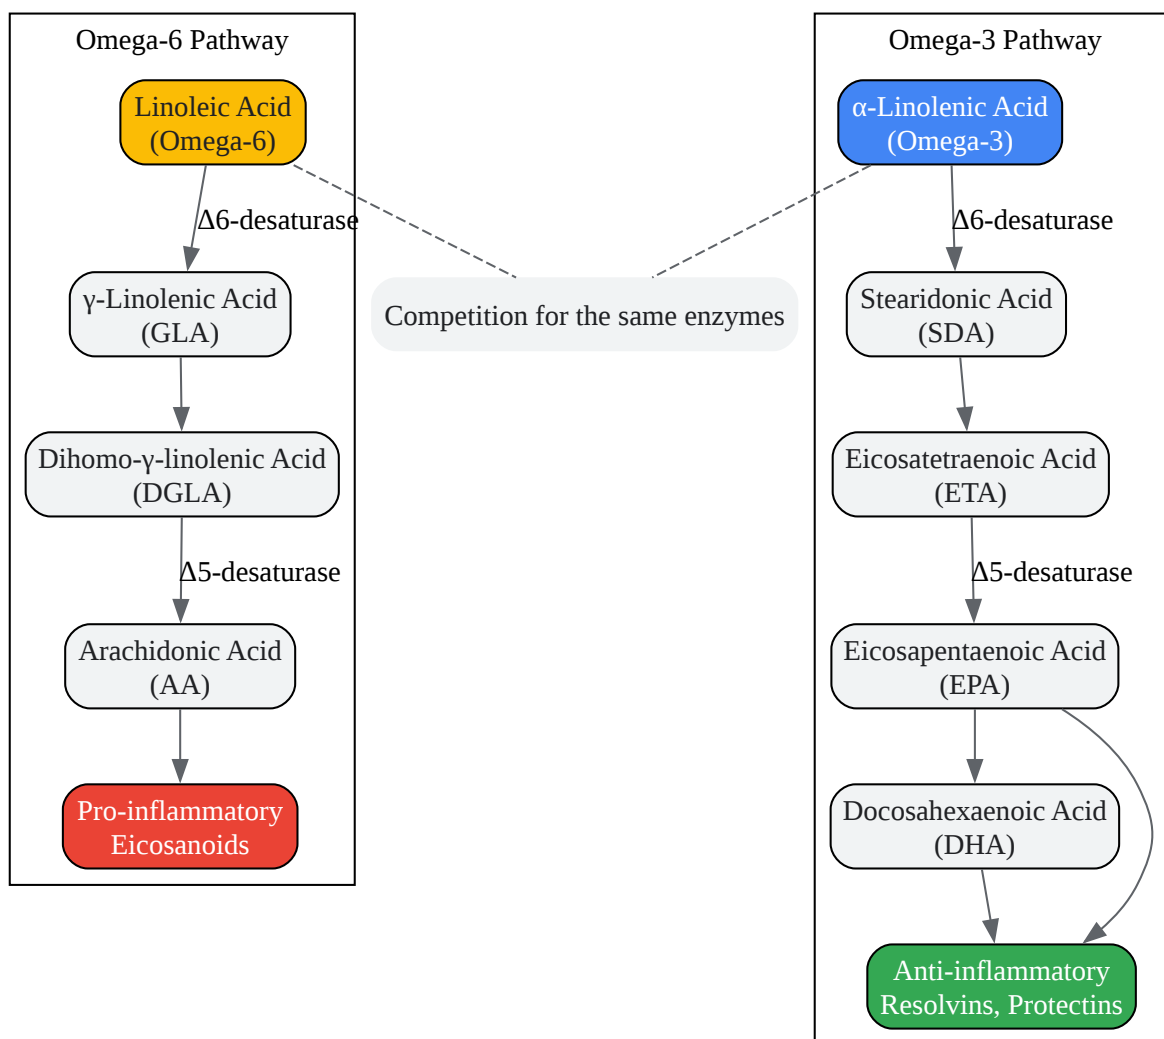 Omega-6 Pathway
Linoleic Acid
(Omega-6)
Δ6-desaturase
γ-Linolenic Acid
(GLA)
Dihomo-γ-linolenic Acid
(DGLA)
Δ5-desaturase
Arachidonic Acid
(AA)
Pro-inflammatory
Eicosanoids
Competition for the same enzymes
Omega-3 Pathway
α-Linolenic Acid
(Omega-3)
Δ6-desaturase
Stearidonic Acid
(SDA)
Eicosatetraenoic Acid
(ETA)
Δ5-desaturase
Eicosapentaenoic Acid
(EPA)
Docosahexaenoic Acid
(DHA)
Anti-inflammatory
Resolvins, Protectins